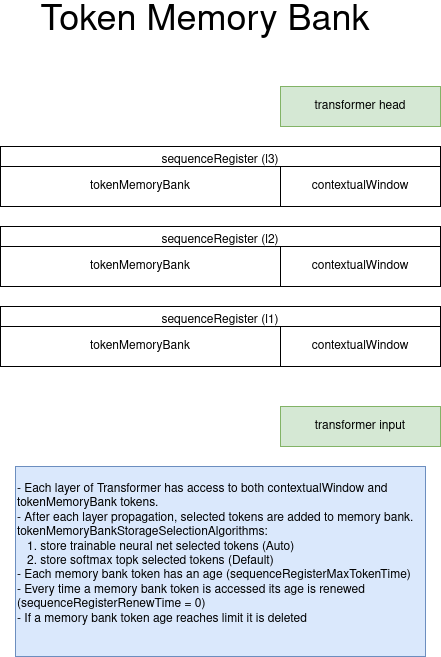 Token Memory Bank
transformer head
sequenceRegister (l3)
tokenMemoryBank contextualWindow
sequenceRegister (l2)
tokenMemoryBank contextualWindow
sequenceRegister (l1)
tokenMemoryBank contextualWindow
transformer input
- Each layer of Transformer has access to both contextualWindow and
tokenMemoryBank tokens.
- After each layer propagation, selected tokens are added to memory bank.
tokenMemoryBankStorageSelectionAlgorithms:
1. store trainable neural net selected tokens (Auto)
2. store softmax topk selected tokens (Default)
- Each memory bank token has an age (sequenceRegisterMaxTokenTime)
- Every time a memory bank token is accessed its age is renewed
(sequenceRegisterRenewTime = 0)
- If a memory bank token age reaches limit it is deleted